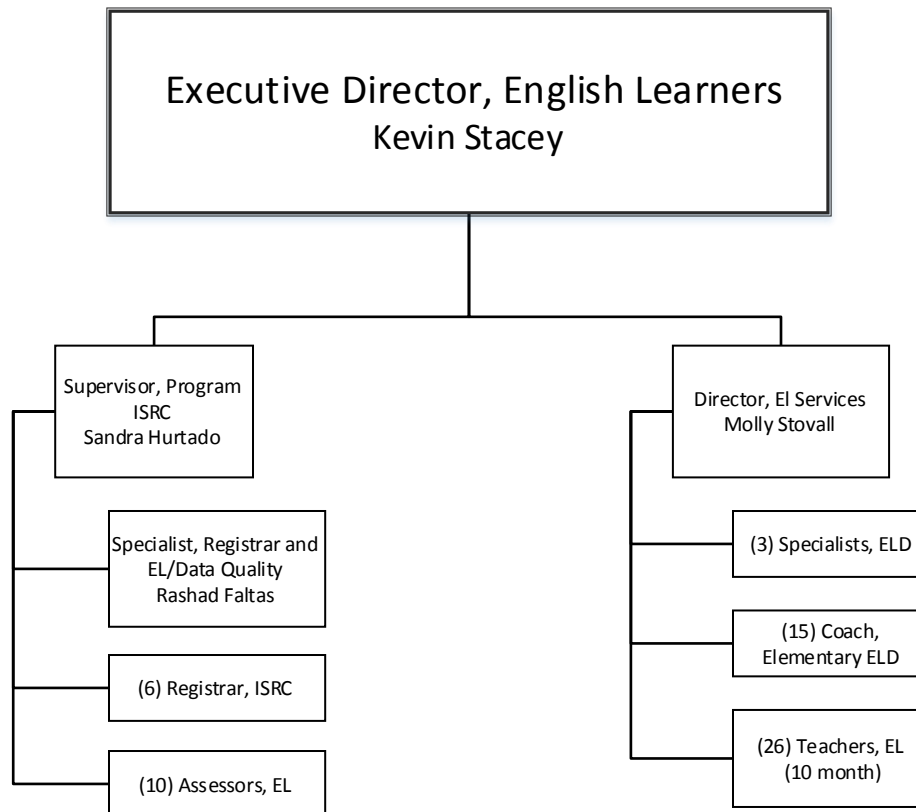 Executive Director, English Learners
Kevin Stacey
Supervisor, Program
ISRC
Sandra Hurtado
Specialist, Registrar and
EL/Data Quality
Rashad Faltas
(6) Registrar, ISRC
(10) Assessors, EL
Director, El Services
Molly Stovall
(3) Specialists, ELD
(15) Coach,
Elementary ELD
(26) Teachers, EL
(10 month)